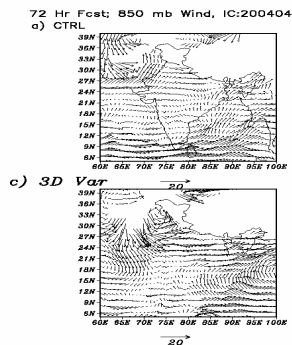 72 Hr Fcst; 850 mb Wind, IC:200404
a) CTRL
39N
36N
33N
30N
27N
24N
21N
18N
15N
12N
9N
6N
60E 65E 70E 75E 80E 85E 90E 95E 100E
20
c) 3D Var
39N
36N
33N
30N
27N
24N
21N
18N
15N
12N
9N
6N
60E 65E 70E 75E 80E 85E 90E 95E 100E
20